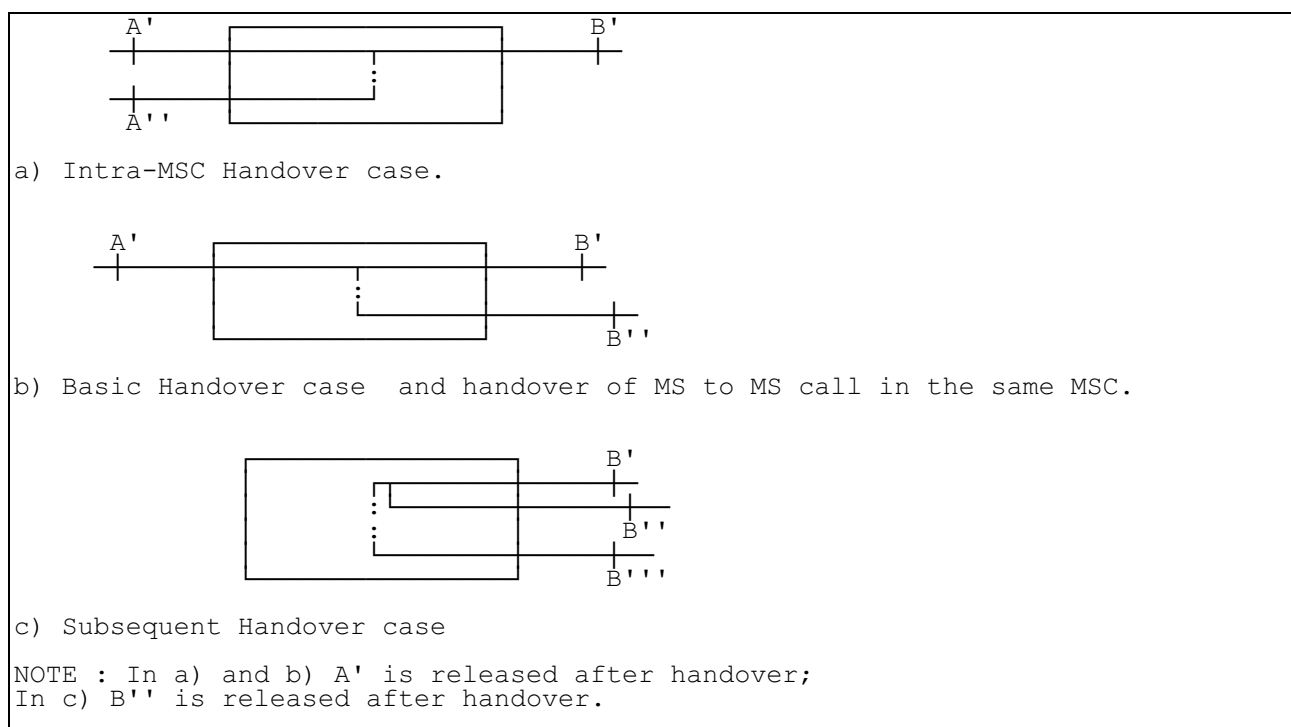 A' B'
A''
a) Intra-MSC Handover case.
A' B'
B''
b) Basic Handover case  and handover of MS to MS call in the same MSC.
B'
B''
B'''
c) Subsequent Handover case
NOTE : In a) and b) A' is released after handover;
In c) B'' is released after handover.